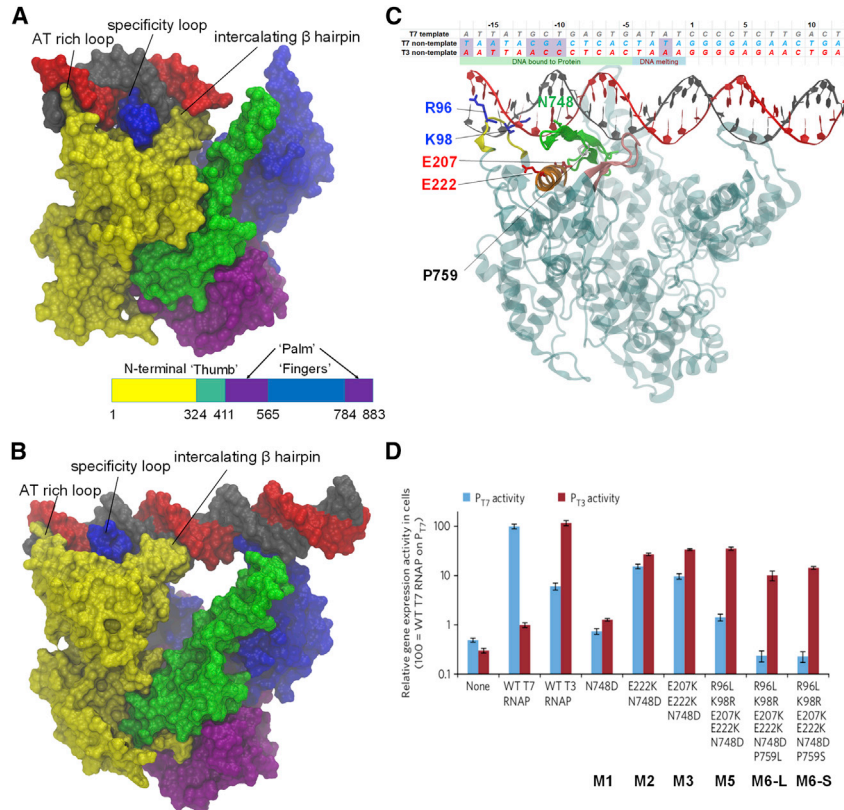 A
specificity loop
AT rich loop
intercalating β hairpin
'Palm'
N-terminal 'Thumb' 'Fingers'
1 324 411 565 784 883
B
specificity loop
intercalating β hairpin
AT rich loop
C
-15 -10 -5 5 10
T7 template
T7 non-template
T3 non-template
DNA bound to Protein DNA melting
R96
N748
K98
E207
E222
P759
D
Relative gene expression activity in cells
(100 = WT T7 RNAP on PT7)
PT7 activity PT3 activity
100
10
1
0.1
None WT T7 WT T3 N748D E222K E207K R96L R96L R96L
RNAP RNAP N748D E222K K98R K98R K98R
N748D E207K E207K E207K
E222K E222K E222K
N748D N748D N748D
P759L P759S
M1 M2 M3 M5 M6-L M6-S